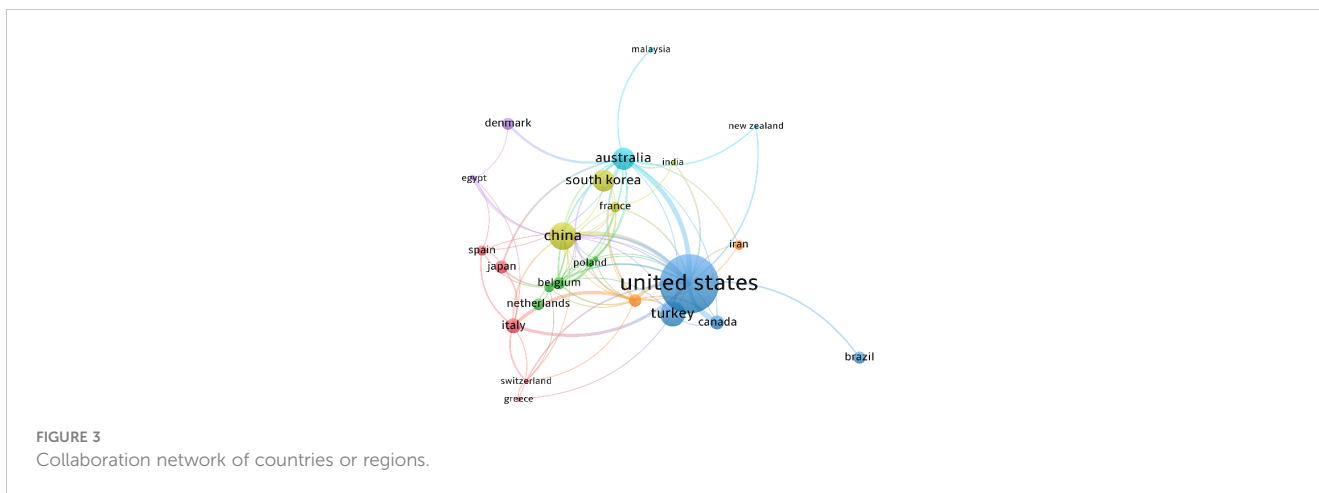 malaysia
denmark
new zealand
australia
india
egypt
south korea
france
china
iran
spain
poland
japan
belgium
united states
netherlands
turkey
italy
canada
brazil
switzerland
greece
FIGURE 3
Collaboration network of countries or regions.